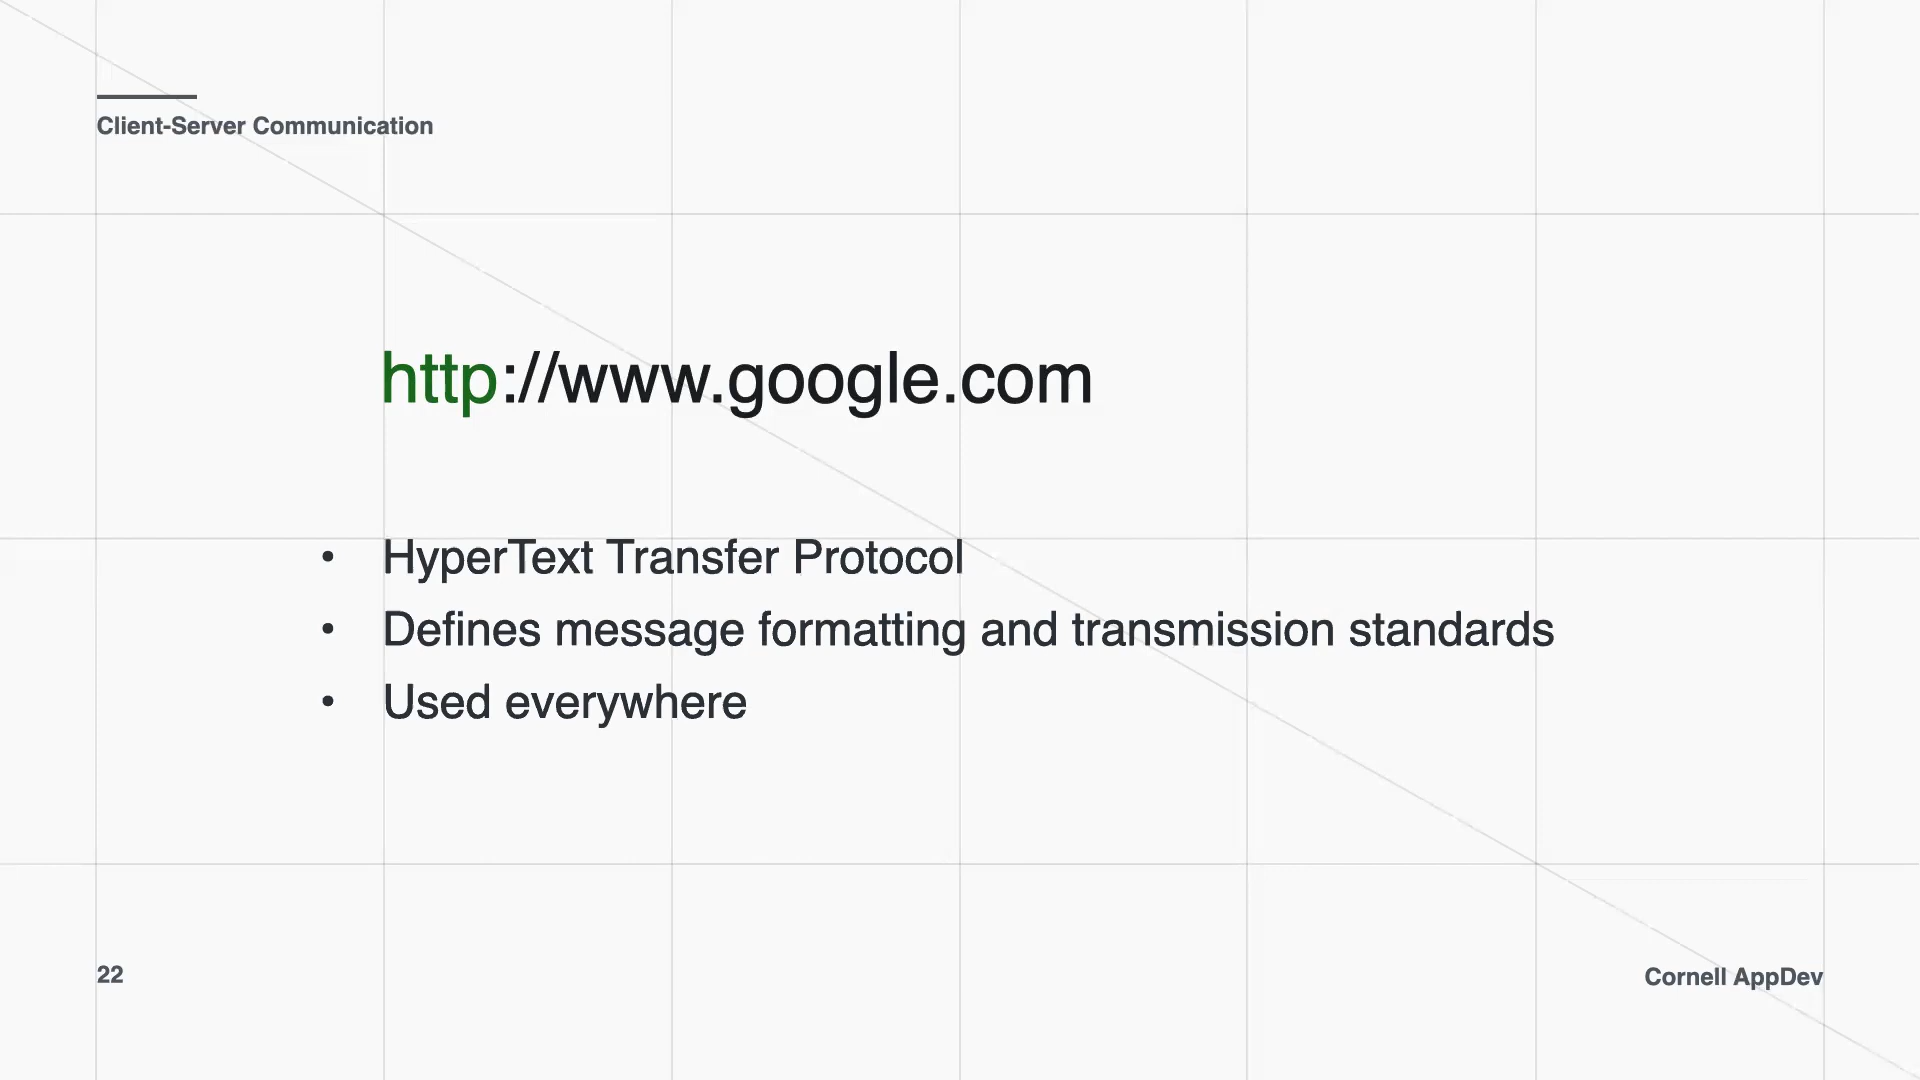 Client-Server Communication
http://www.google.com
• HyperText Transfer Protocol
• Defines message formatting and transmission standards
• Used everywhere
22
Cornell AppDev